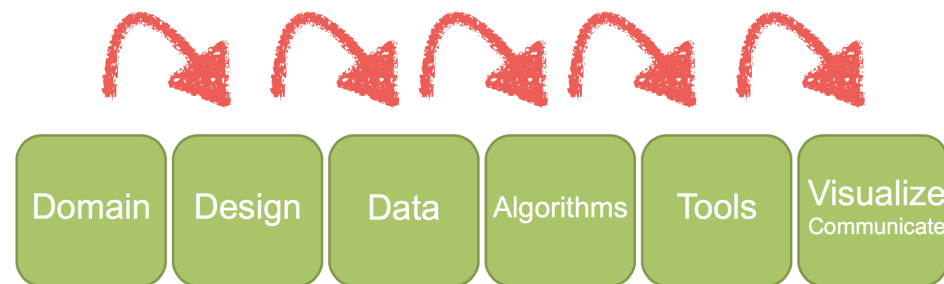 Domain
Design
Data
Algorithms
Tools
Visualize
Communicate